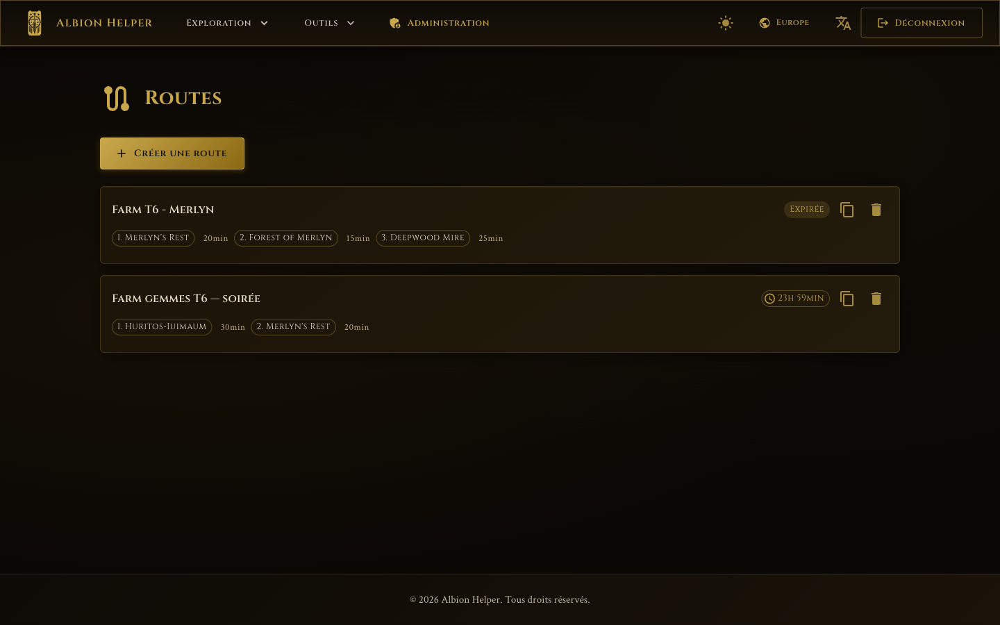 Albion Helper Exploration Outils Administration Europe Déconnexion
Routes
Créer une route
Farm T6 - Merlyn Expirée
1. Merlyn's Rest 20min 2. Forest of Merlyn 15min 3. Deepwood Mire 25min
Farm gemmes T6 — soirée 23h 59min
1. Huritos-Iuimaum 30min 2. Merlyn's Rest 20min
© 2026 Albion Helper. Tous droits réservés.